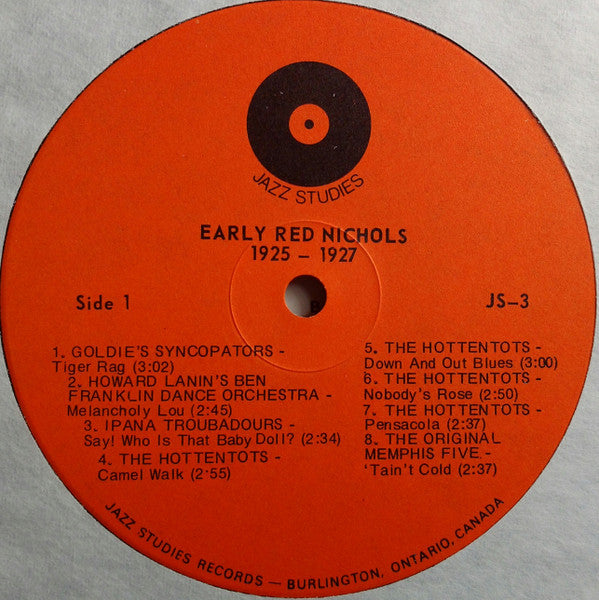 JAZZ STUDIES
EARLY RED NICHOLS
1925 – 1927
Side 1
JS–3
1. GOLDIE'S SYNCOPATORS -
Tiger Rag (3:02)
2. HOWARD LANIN'S BEN
FRANKLIN DANCE ORCHESTRA -
Melancholy Lou (2:45)
3. IPANA TROUBADOURS -
Say! Who Is That Baby Doll? (2:34)
4. THE HOTTENTOTS -
Camel Walk (2:55)
5. THE HOTTENTOTS -
Down And Out Blues (3:00)
6. THE HOTTENTOTS -
Nobody's Rose (2:50)
7. THE HOTTENTOTS -
Pensacola (2:37)
8. THE ORIGINAL
MEMPHIS FIVE -
'Tain't Cold (2:37)
JAZZ STUDIES RECORDS — BURLINGTON, ONTARIO, CANADA